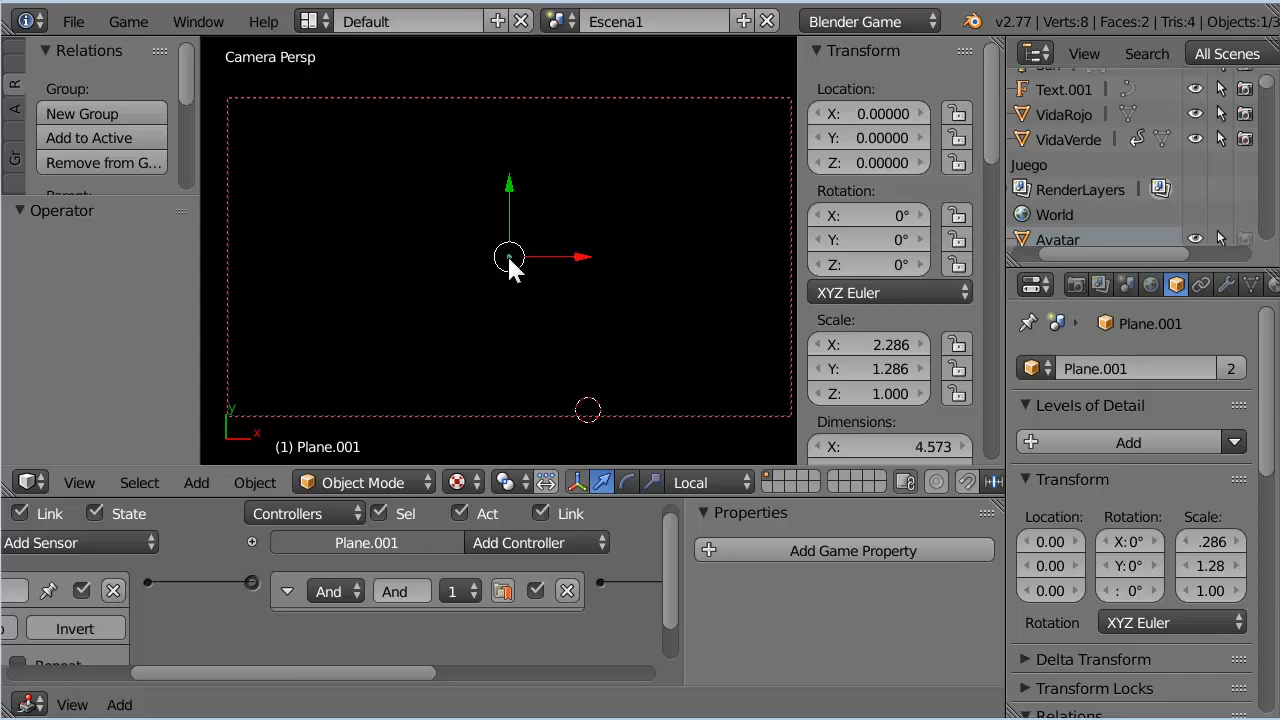 File Game Window Help Default Escena1 Blender Game v2.77 | Verts:8 | Faces:2 | Tris:4 | Objects:1/3
Relations
Group:
New Group
Add to Active
Remove from G...
Operator
R
A
Gr
Camera Persp
y
x
(1) Plane.001
Transform
Location:
X: 0.00000
Y: 0.00000
Z: 0.00000
Rotation:
X: 0°
Y: 0°
Z: 0°
XYZ Euler
Scale:
X: 2.286
Y: 1.286
Z: 1.000
Dimensions:
X: 4.573
View Search All Scenes
Text.001
VidaRojo
VidaVerde
Juego
RenderLayers
World
Avatar
View Select Add Object Object Mode Local
Plane.001
Plane.001 2
Levels of Detail
Add
Transform
Location: Rotation: Scale:
0.00 X:0° .286
0.00 Y:0° 1.28
0.00 : 0° 1.00
Rotation XYZ Euler
Delta Transform
Transform Locks
Relations
Link State Controllers Sel Act Link
Add Sensor Plane.001 Add Controller
And And 1
Invert
Repeat
Properties
Add Game Property
View Add